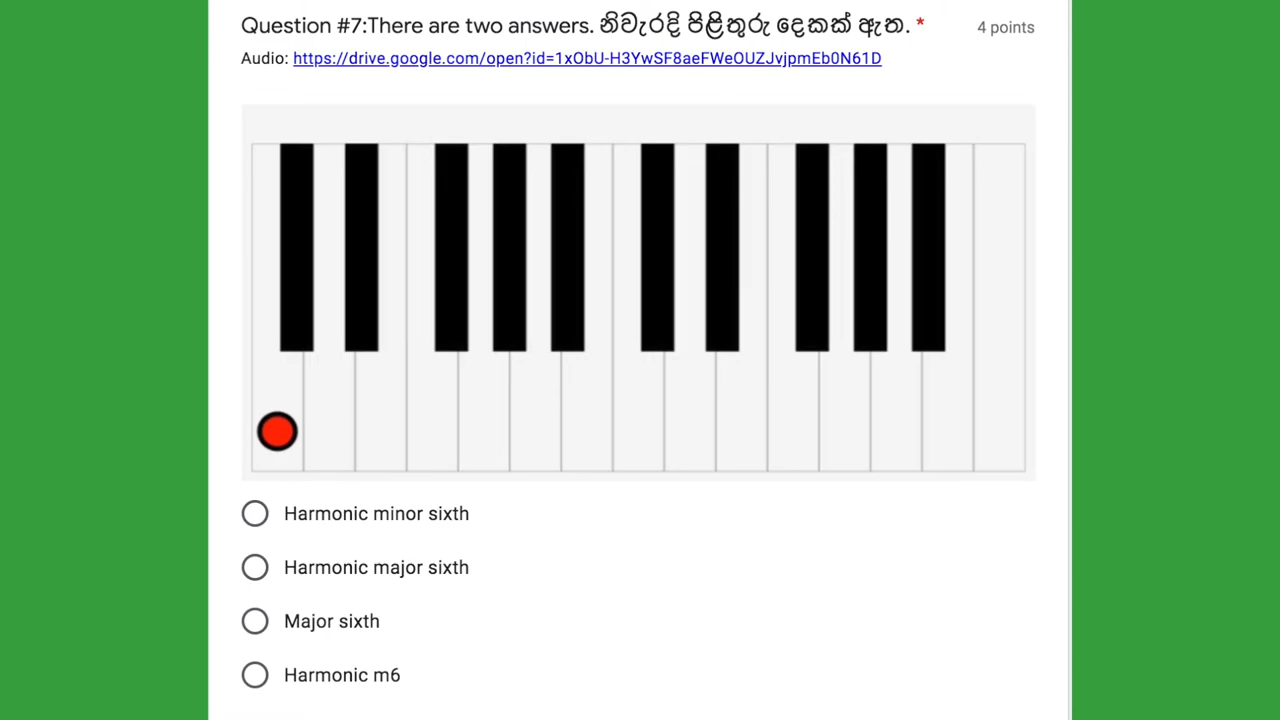 Question #7:There are two answers. නිවැරදි පිළිතුරු දෙකක් ඇත. *
4 points
Audio: https://drive.google.com/open?id=1xObU-H3YwSF8aeFWeOUZJvjpmEb0N61D
Harmonic minor sixth
Harmonic major sixth
Major sixth
Harmonic m6